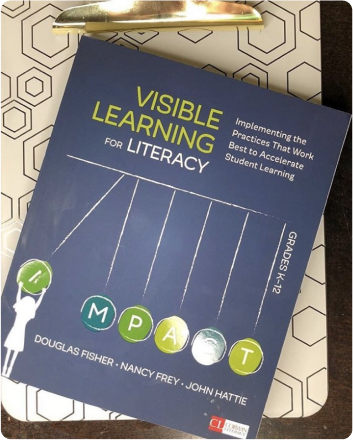 VISIBLE
LEARNING
FOR LITERACY
Implementing the
Practices That Work
Best to Accelerate
Student Learning
GRADES K-12
I
M P A C T
DOUGLAS FISHER • NANCY FREY • JOHN HATTIE
CORWIN